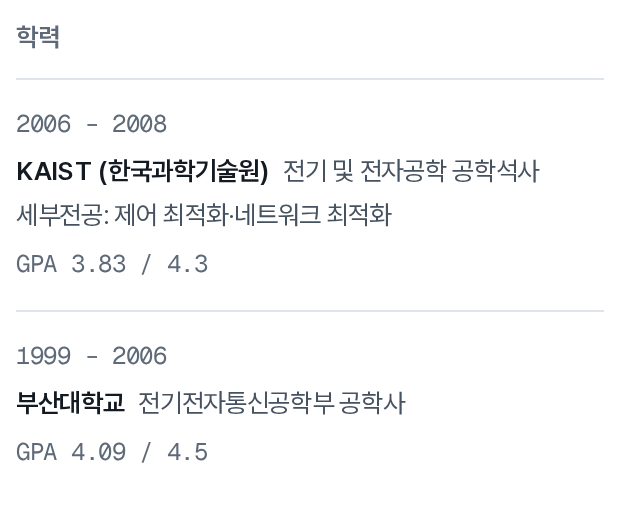 학력
2006 – 2008
KAIST (한국과학기술원) 전기 및 전자공학 공학석사
세부전공: 제어 최적화·네트워크 최적화
GPA 3.83 / 4.3
1999 – 2006
부산대학교 전기전자통신공학부 공학사
GPA 4.09 / 4.5